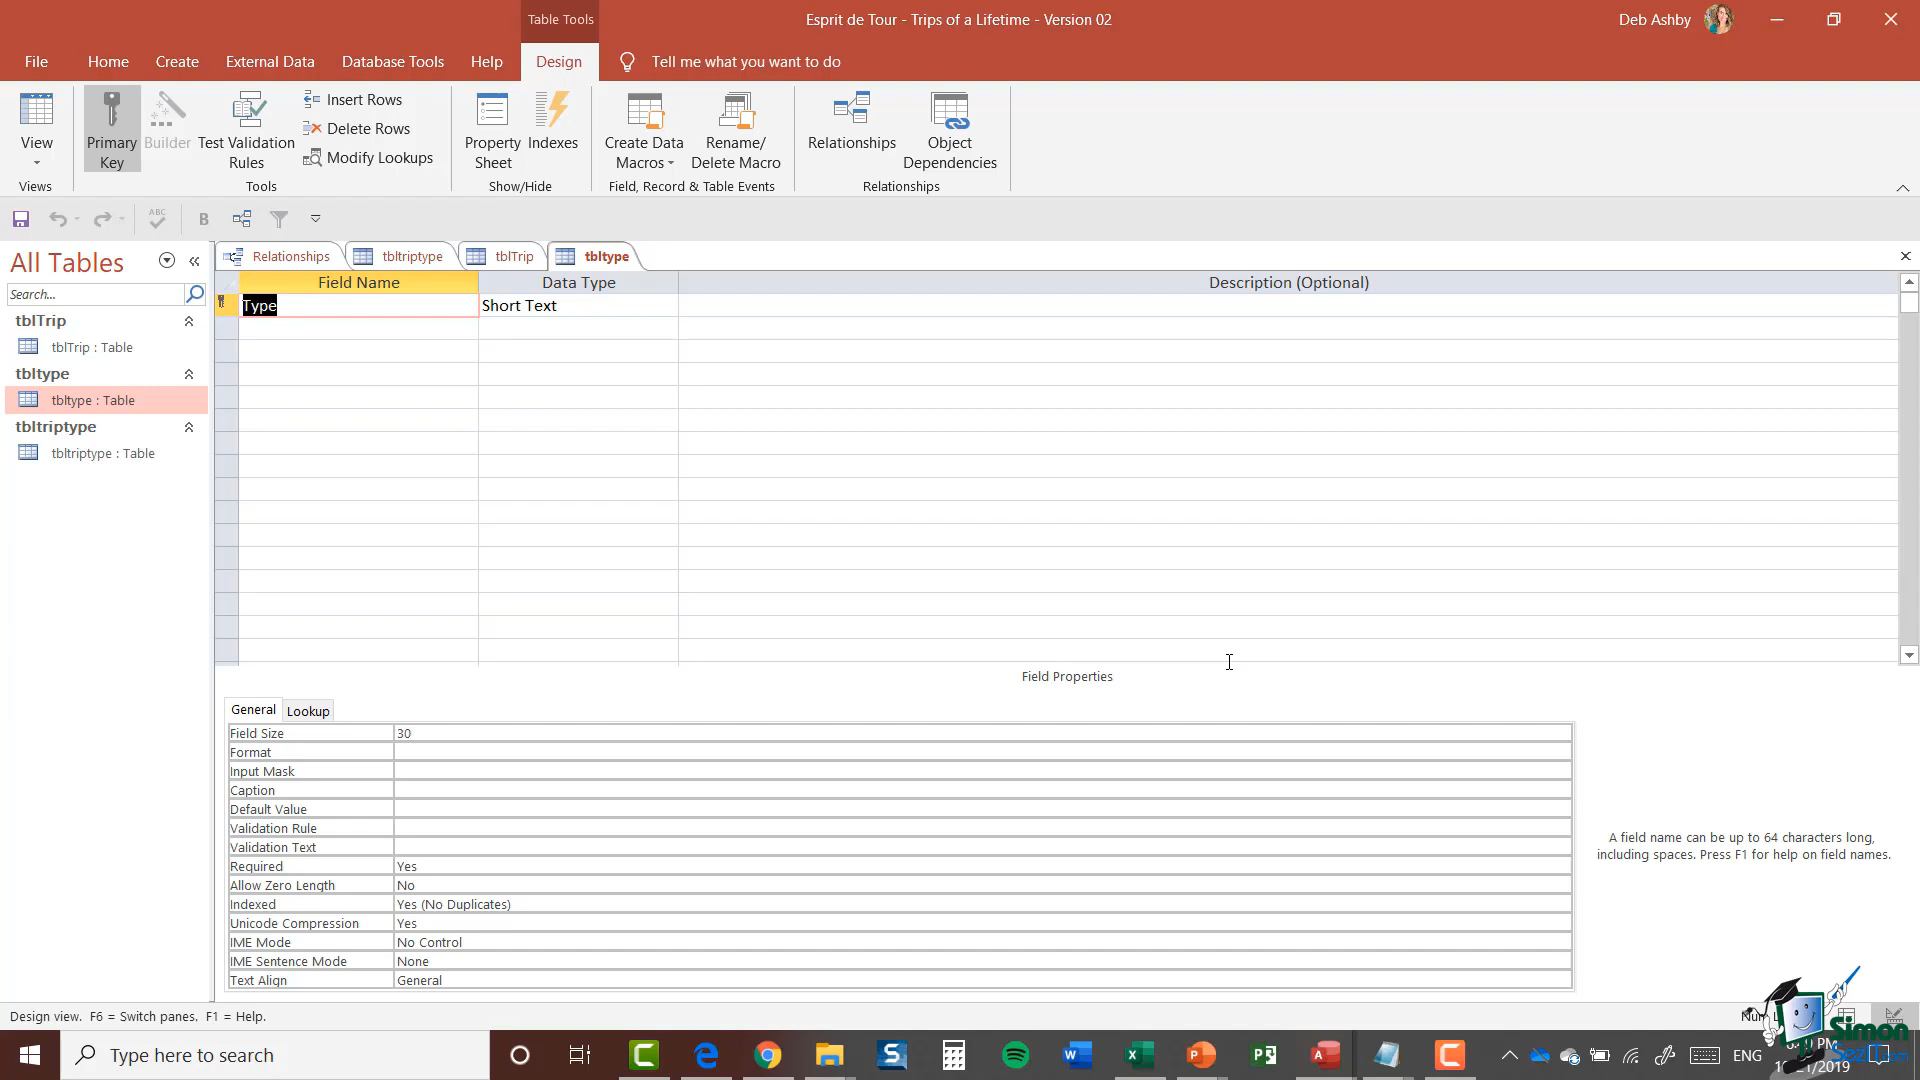 Table Tools
Esprit de Tour - Trips of a Lifetime - Version 02
Deb Ashby
File
Home
Create
External Data
Database Tools
Help
Design
Tell me what you want to do
View
Primary Key
Builder
Test Validation Rules
Insert Rows
Delete Rows
Modify Lookups
Property Sheet
Indexes
Create Data Macros
Rename/ Delete Macro
Relationships
Object Dependencies
Views
Tools
Show/Hide
Field, Record & Table Events
Relationships
ABC
B
All Tables
Search...
tblTrip
tblTrip : Table
tbltype
tbltype : Table
tbltriptype
tbltriptype : Table
Relationships
tbltriptype
tblTrip
tbltype
Field Name
Data Type
Description (Optional)
Type
Short Text
Field Properties
General
Lookup
Field Size 30
Format
Input Mask
Caption
Default Value
Validation Rule
Validation Text
Required Yes
Allow Zero Length No
Indexed Yes (No Duplicates)
Unicode Compression Yes
IME Mode No Control
IME Sentence Mode None
Text Align General
A field name can be up to 64 characters long,
including spaces. Press F1 for help on field names.
Design view. F6 = Switch panes. F1 = Help.
Simon
Sez IT.com
Type here to search
ENG